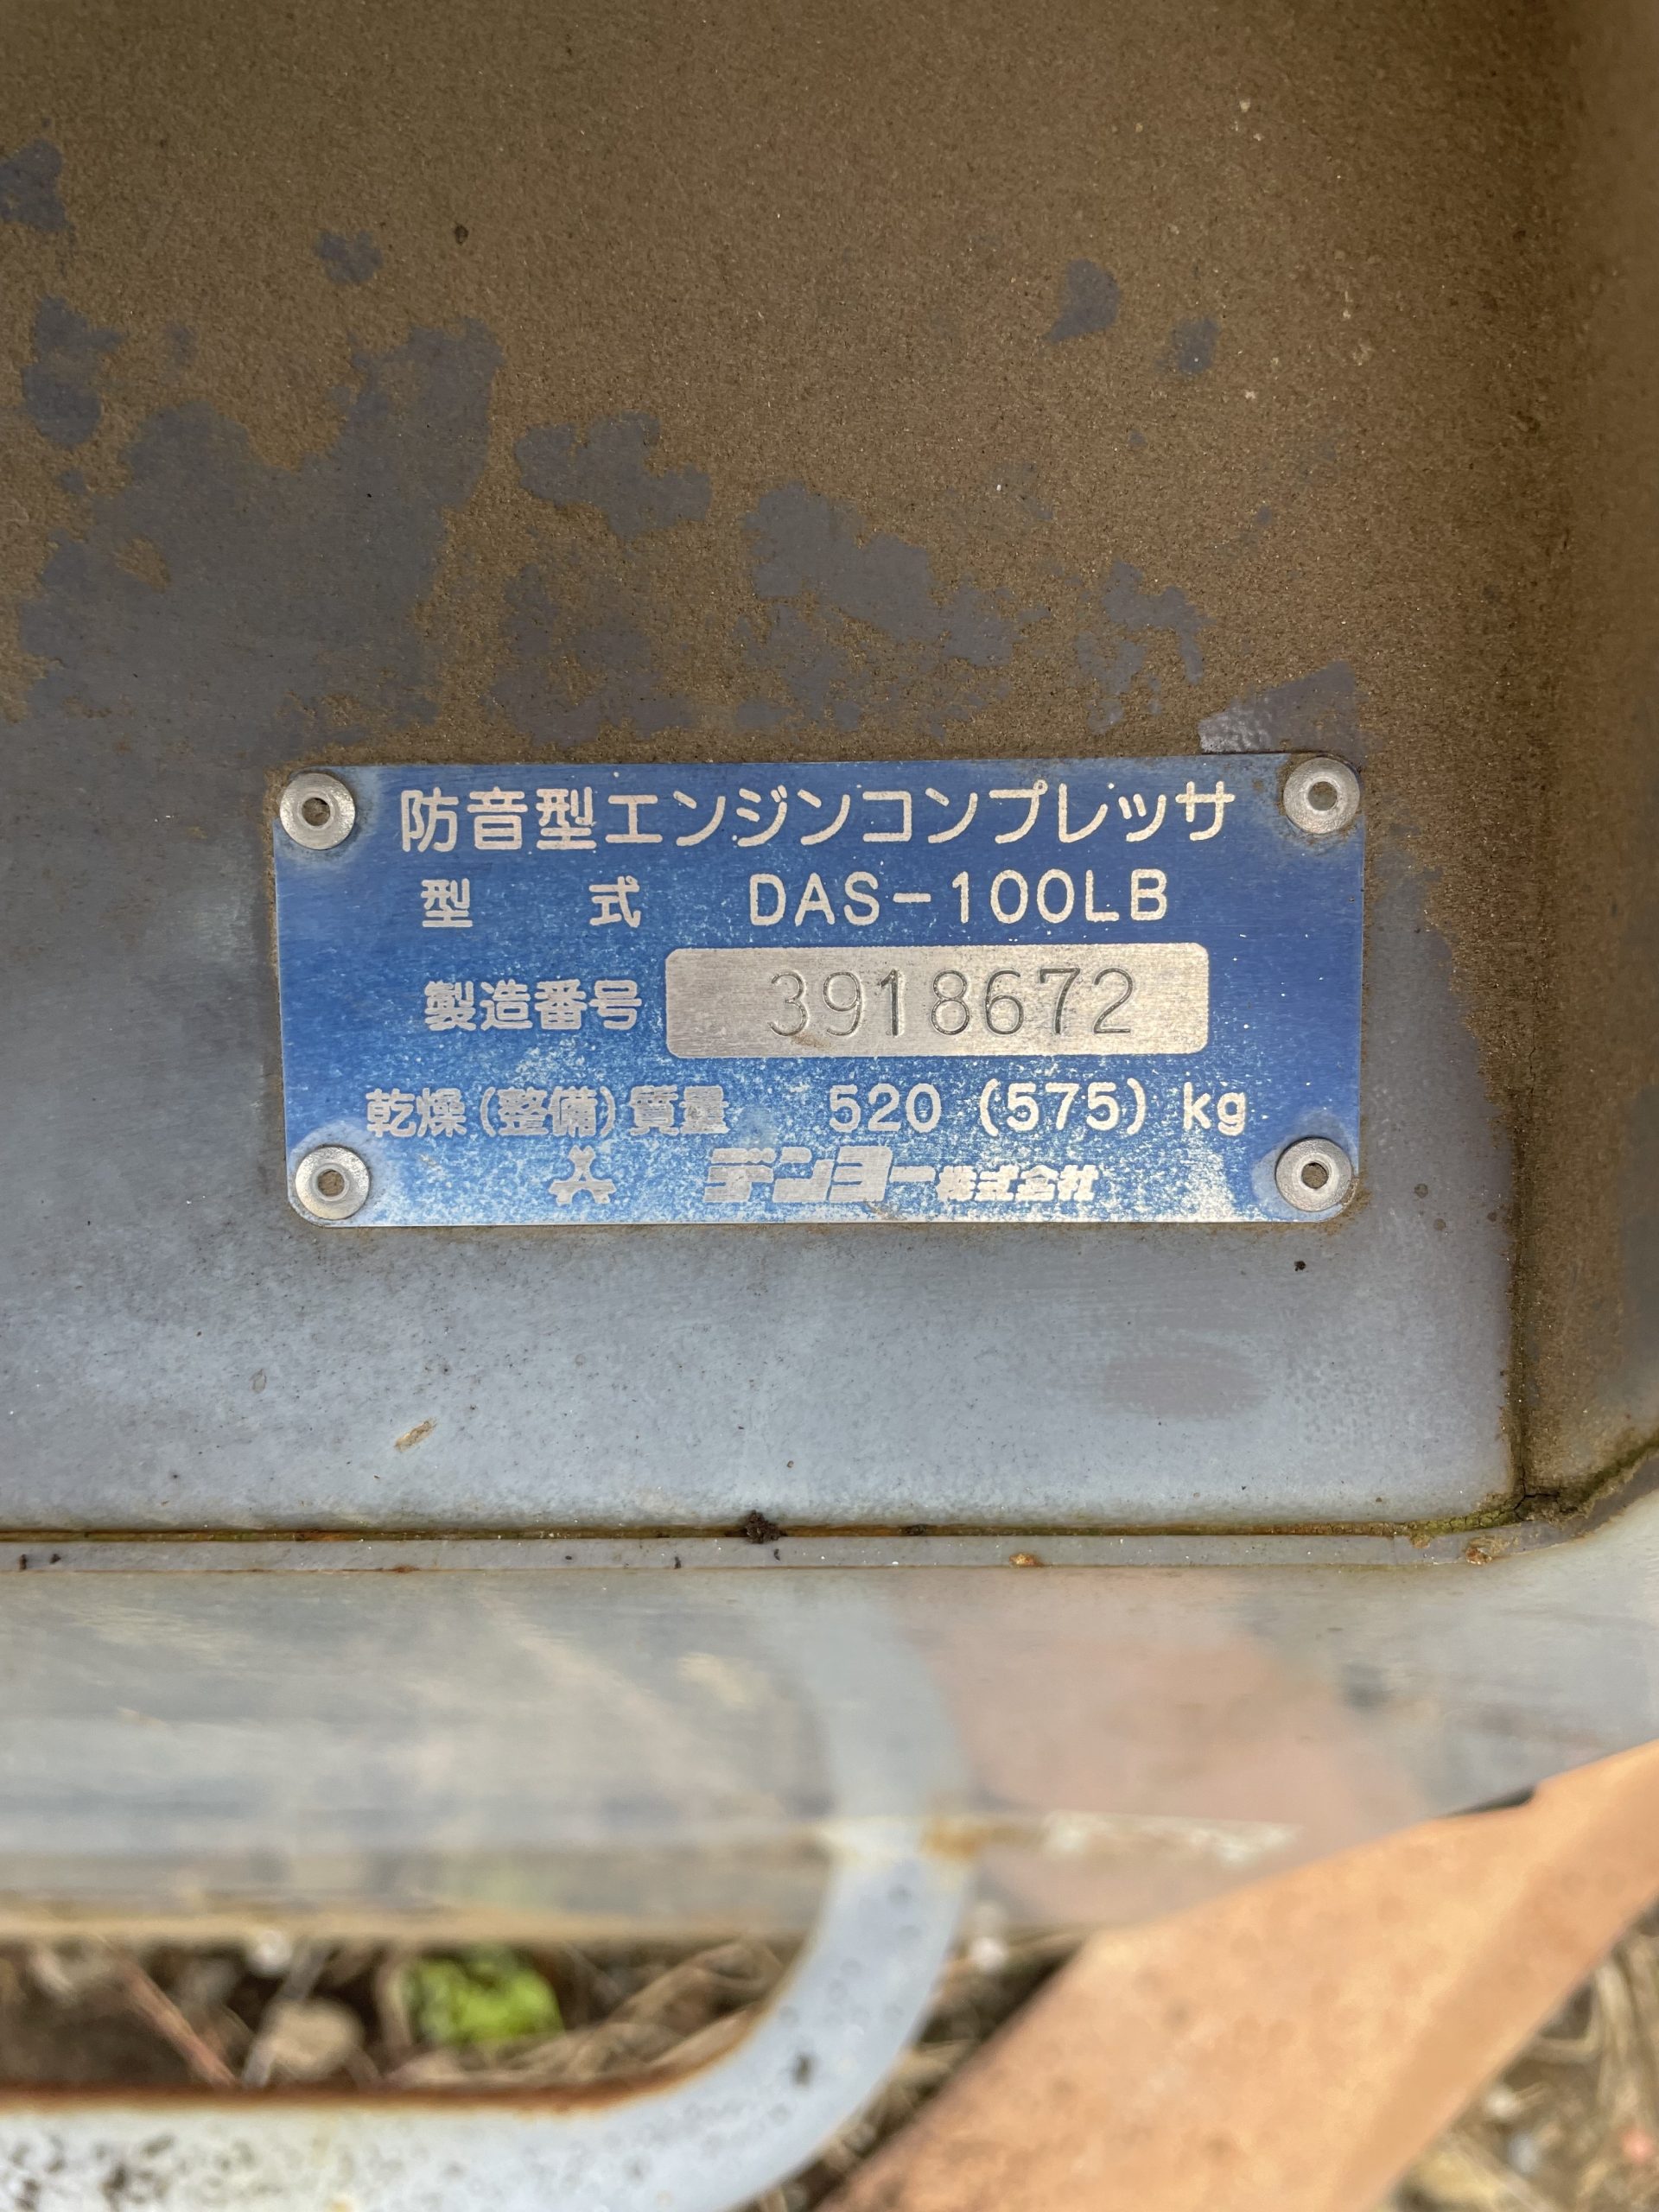 防音型エンジンコンプレッサ
型 式 DAS-100LB
製造番号 3918672
乾燥(整備)質量 520 (575) kg
デンヨー株式会社